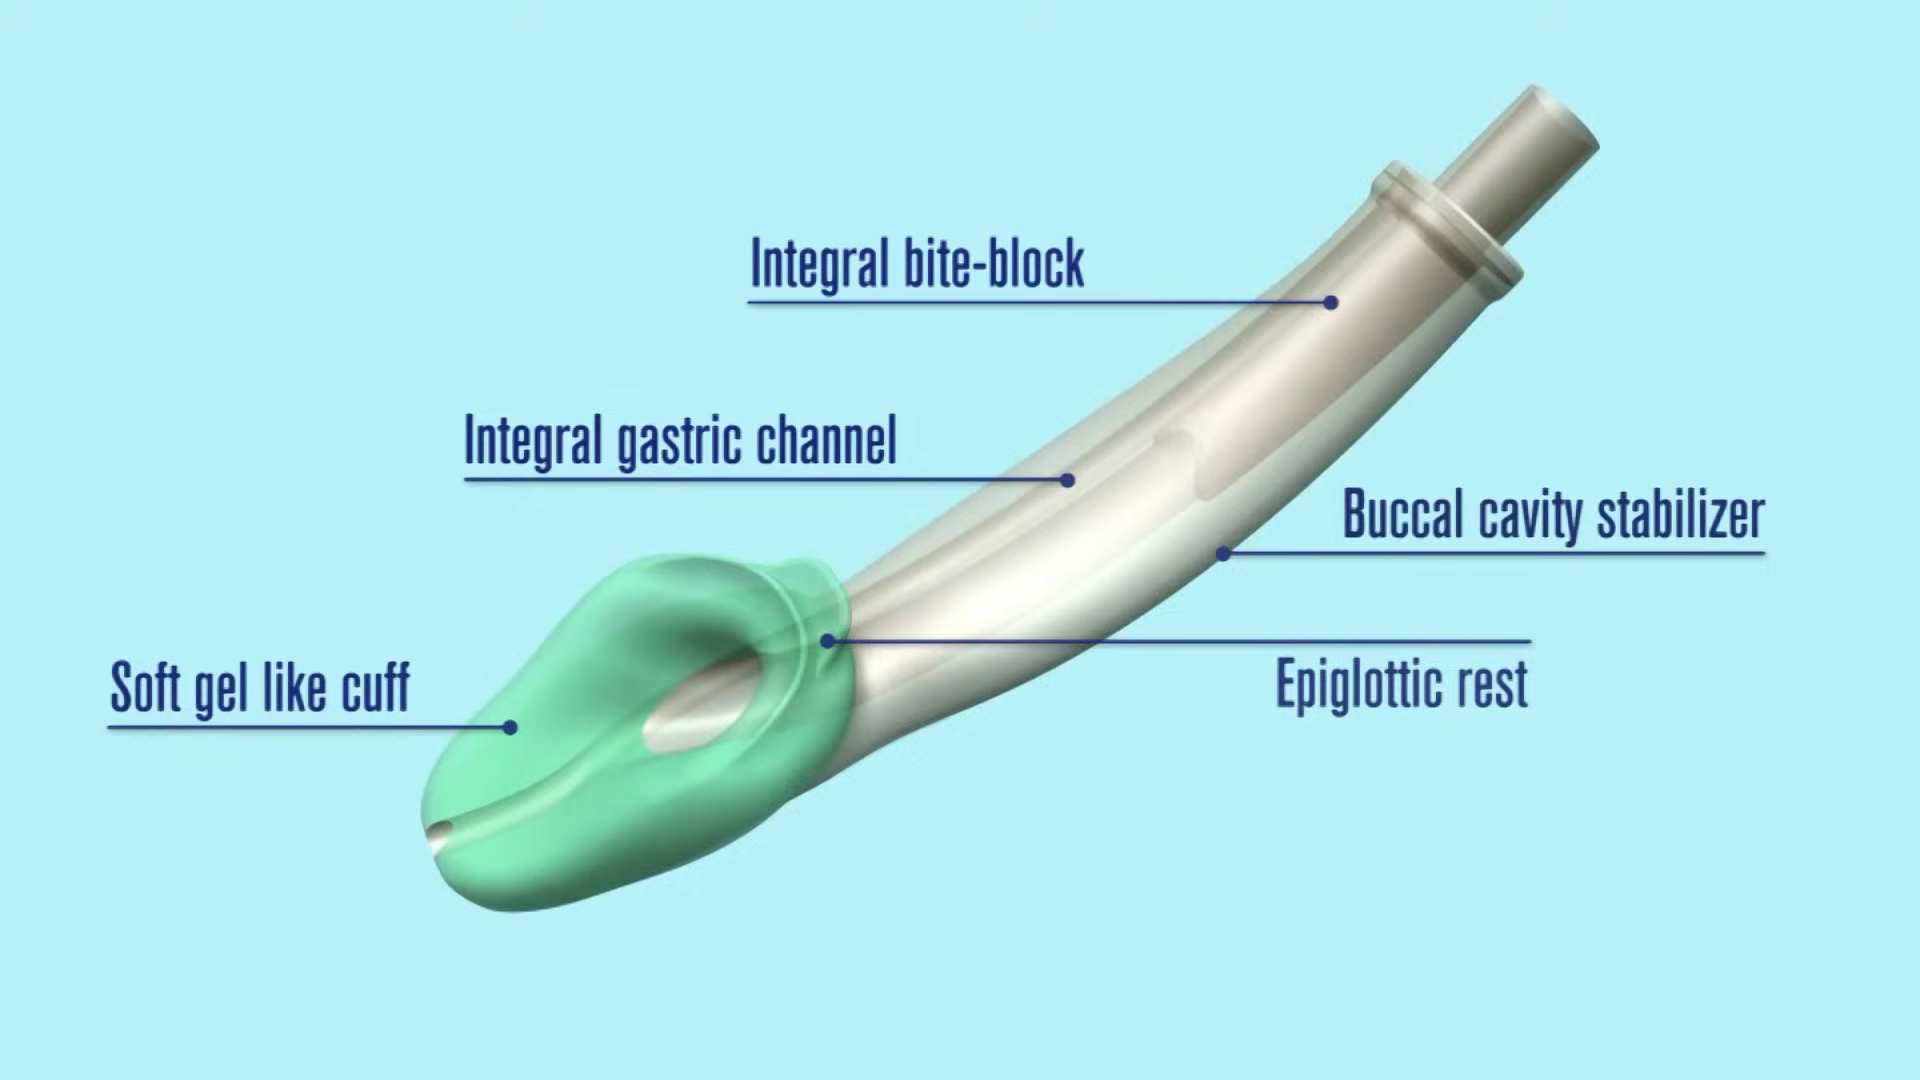 Integral bite-block
Integral gastric channel
Buccal cavity stabilizer
Epiglottic rest
Soft gel like cuff